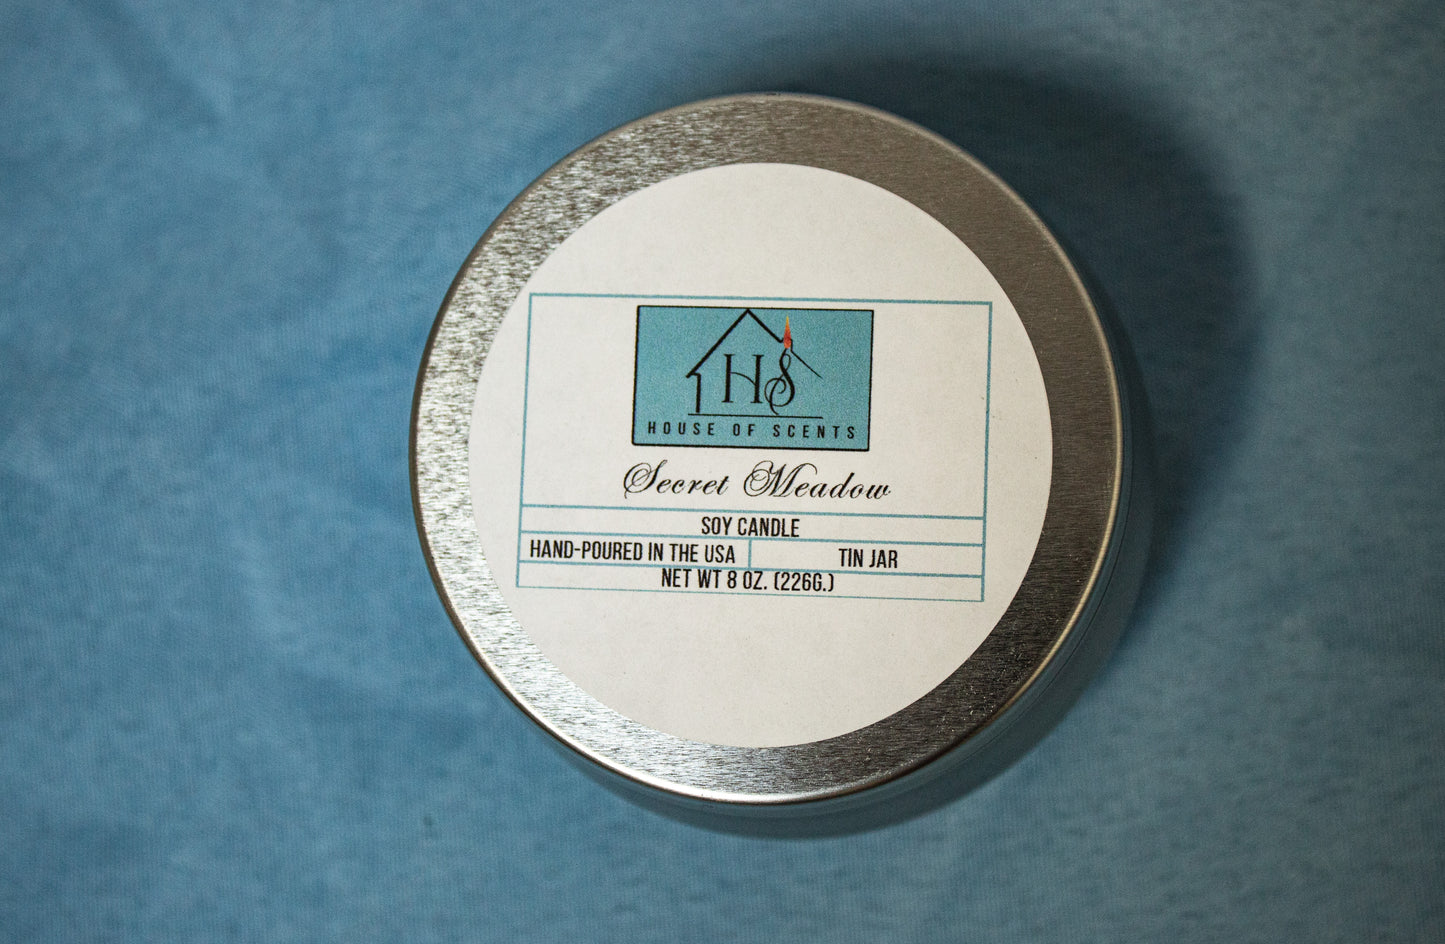 HS
HOUSE OF SCENTS
Secret Meadow
SOY CANDLE
HAND-POURED IN THE USA
TIN JAR
NET WT 8 OZ. (226G.)